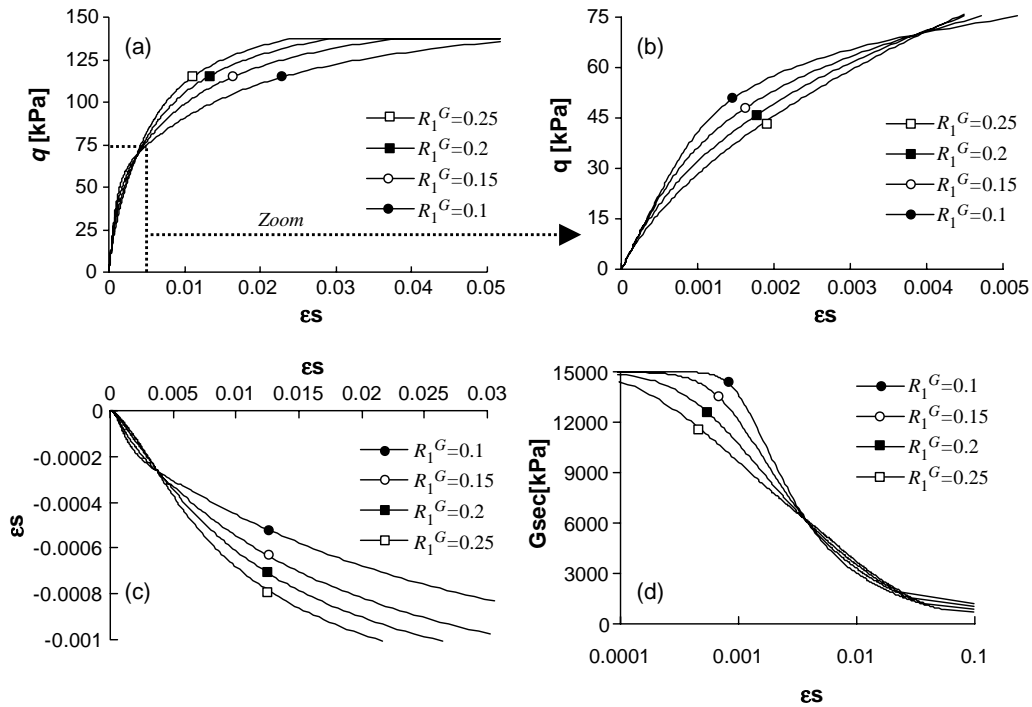 (a)
q [kPa]
150
125
100
75
50
25
0
0 0.01 0.02 0.03 0.04 0.05
εs
R₁ᴳ=0.25
R₁ᴳ=0.2
R₁ᴳ=0.15
R₁ᴳ=0.1
Zoom
(b)
q [kPa]
75
60
45
30
15
0
0 0.001 0.002 0.003 0.004 0.005
εs
R₁ᴳ=0.25
R₁ᴳ=0.2
R₁ᴳ=0.15
R₁ᴳ=0.1
εs
0 0.005 0.01 0.015 0.02 0.025 0.03
0
-0.0002
-0.0004
-0.0006
-0.0008
-0.001
εs
(c)
R₁ᴳ=0.1
R₁ᴳ=0.15
R₁ᴳ=0.2
R₁ᴳ=0.25
Gsec[kPa]
15000
12000
9000
6000
3000
0
0.0001 0.001 0.01 0.1
εs
(d)
R₁ᴳ=0.1
R₁ᴳ=0.15
R₁ᴳ=0.2
R₁ᴳ=0.25